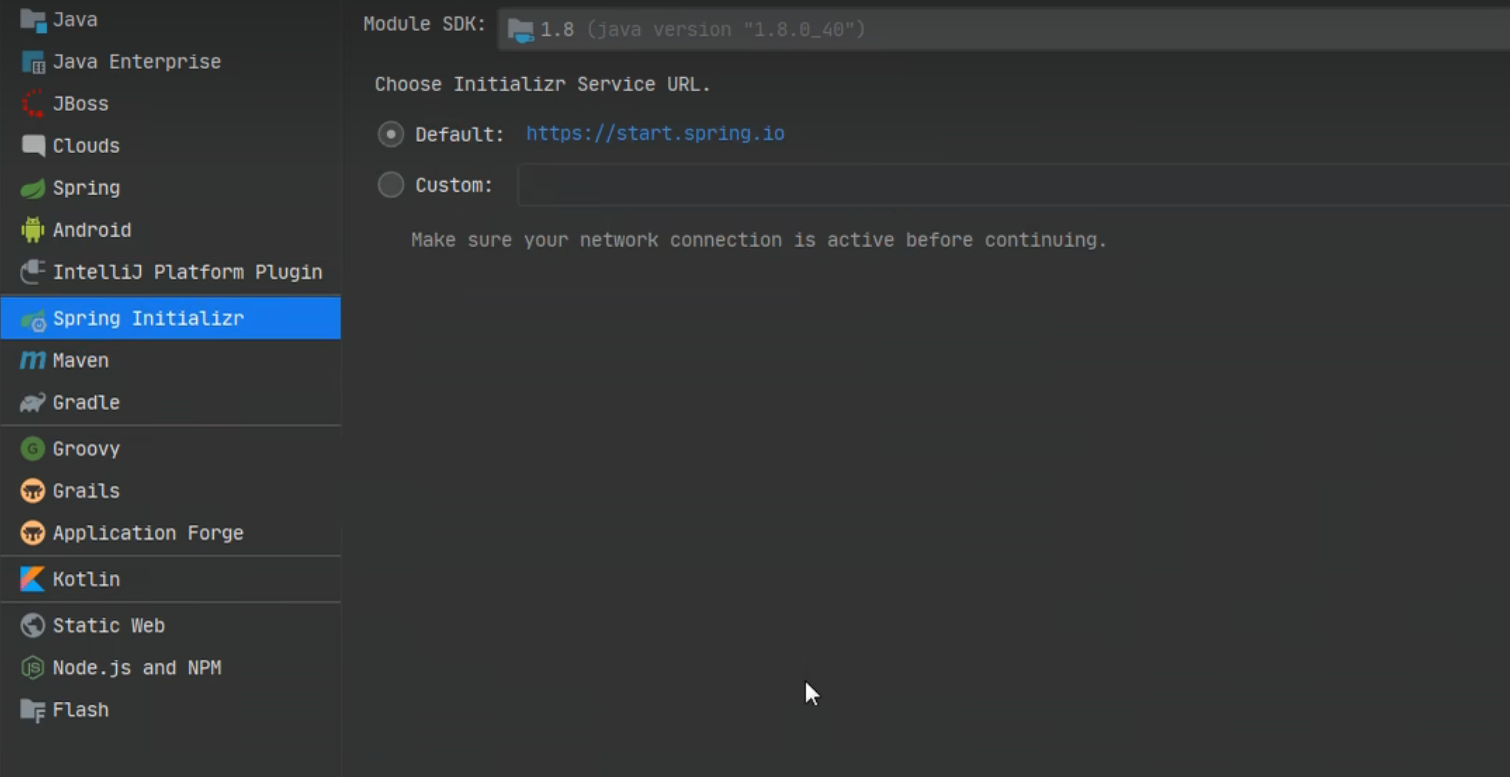 Java
Java Enterprise
JBoss
Clouds
Spring
Android
IntelliJ Platform Plugin
Spring Initializr
Maven
Gradle
Groovy
Grails
Application Forge
Kotlin
Static Web
Node.js and NPM
Flash
Module SDK: 1.8 (java version "1.8.0_40")
Choose Initializr Service URL.
Default: https://start.spring.io
Custom:
Make sure your network connection is active before continuing.